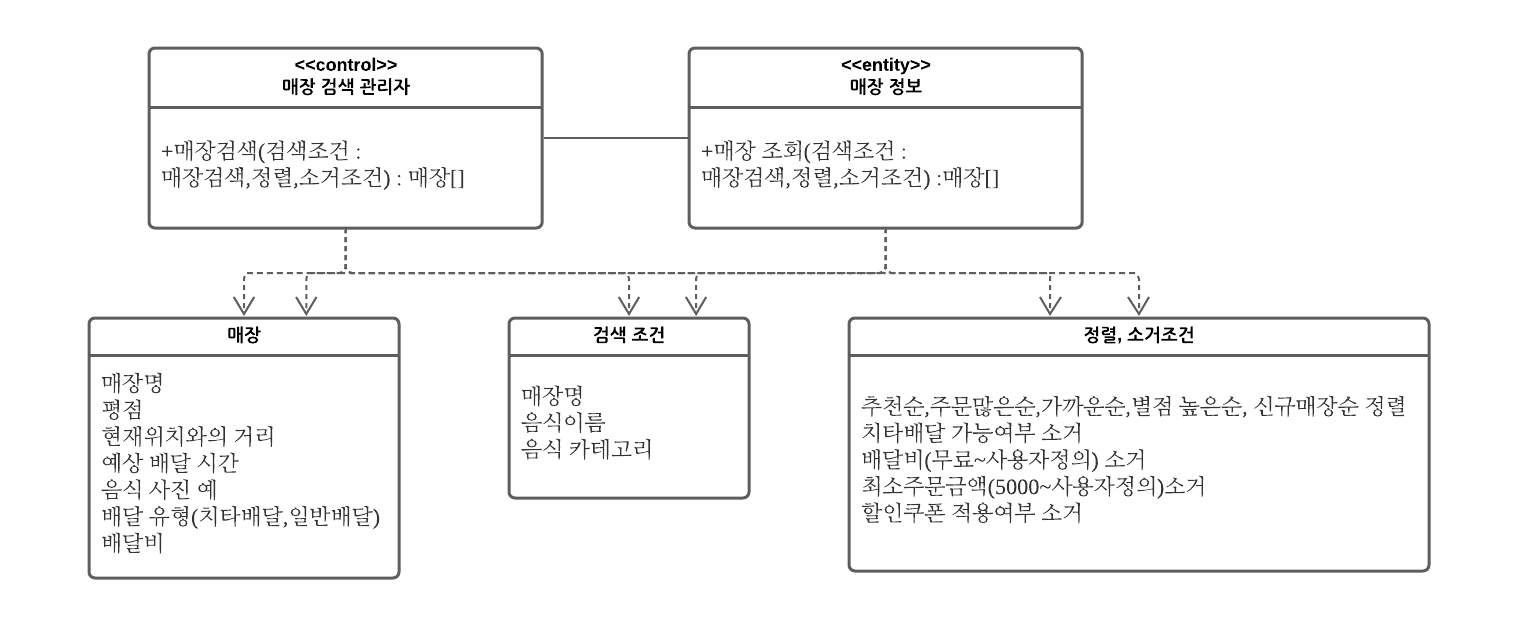 <<control>>
매장 검색 관리자
+매장검색(검색조건 :
매장검색,정렬,소거조건) : 매장[]
<<entity>>
매장 정보
+매장 조회(검색조건 :
매장검색,정렬,소거조건) :매장[]
매장
매장명
평점
현재위치와의 거리
예상 배달 시간
음식 사진 예
배달 유형(치타배달,일반배달)
배달비
검색 조건
매장명
음식이름
음식 카테고리
정렬, 소거조건
추천순,주문많은순,가까운순,별점 높은순, 신규매장순 정렬
치타배달 가능여부 소거
배달비(무료~사용자정의) 소거
최소주문금액(5000~사용자정의)소거
할인쿠폰 적용여부 소거